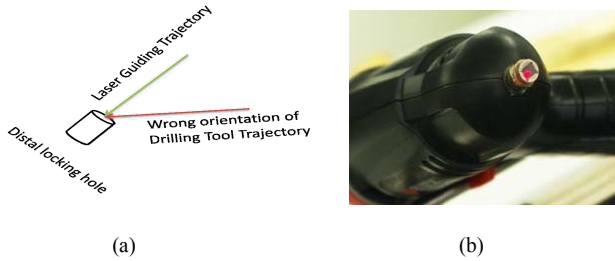 Laser Guiding Trajectory
Wrong orientation of
Drilling Tool Trajectory
Distal locking hole
(a)
(b)